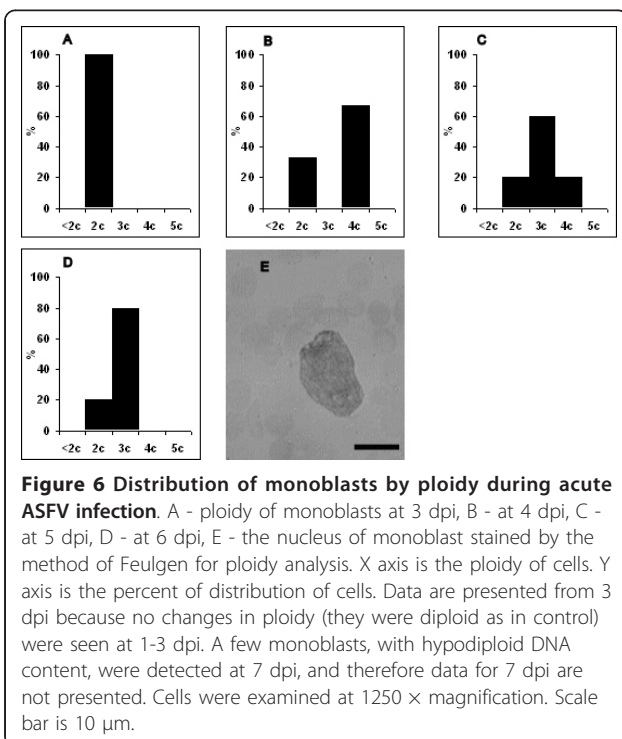 A
100
80
60
40
20
0
%
<2c 2c 3c 4c 5c
B
100
80
60
40
20
0
%
<2c 2c 3c 4c 5c
C
100
80
60
40
20
0
%
<2c 2c 3c 4c 5c
D
100
80
60
40
20
0
%
<2c 2c 3c 4c 5c
E
Figure 6 Distribution of monoblasts by ploidy during acute
ASFV infection. A - ploidy of monoblasts at 3 dpi, B - at 4 dpi, C -
at 5 dpi, D - at 6 dpi, E - the nucleus of monoblast stained by the
method of Feulgen for ploidy analysis. X axis is the ploidy of cells. Y
axis is the percent of distribution of cells. Data are presented from 3
dpi because no changes in ploidy (they were diploid as in control)
were seen at 1-3 dpi. A few monoblasts, with hypodiploid DNA
content, were detected at 7 dpi, and therefore data for 7 dpi are
not presented. Cells were examined at 1250 × magnification. Scale
bar is 10 μm.